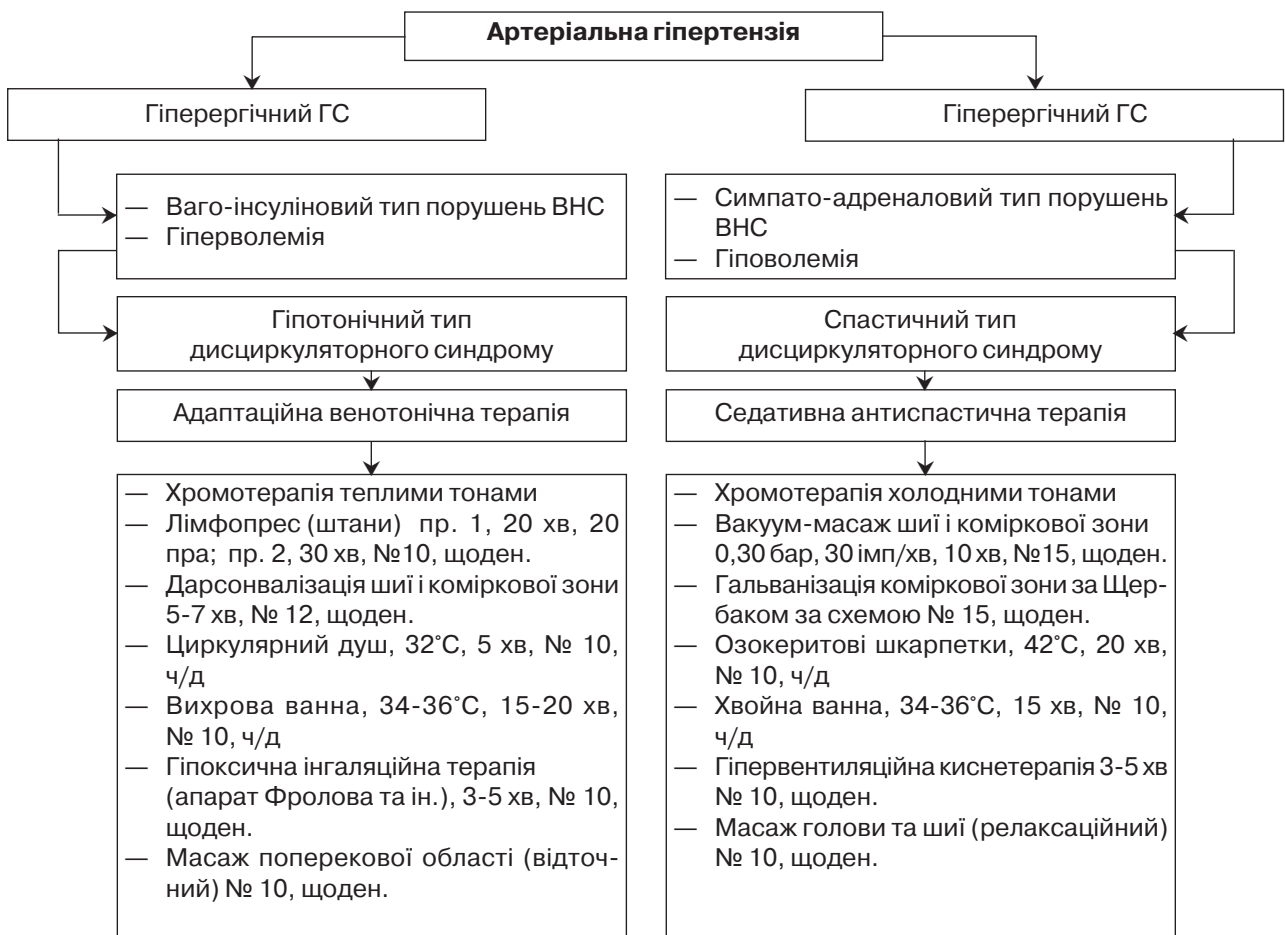 Артеріальна гіпертензія
Гіперергічний ГС
Гіперергічний ГС
— Ваго-інсуліновий тип порушень ВНС
— Гіперволемія
— Симпато-адреналовий тип порушень
ВНС
— Гіповолемія
Гіпотонічний тип
дисциркуляторного синдрому
Спастичний тип
дисциркуляторного синдрому
Адаптаційна венотонічна терапія
Седативна антиспастична терапія
— Хромотерапія теплими тонами
— Лімфопрес (штани) пр. 1, 20 хв, 20
пра; пр. 2, 30 хв, №10, щоден.
— Дарсонвалізація шиї і коміркової зони
5-7 хв, № 12, щоден.
— Циркулярний душ, 32°С, 5 хв, № 10,
ч/д
— Вихрова ванна, 34-36°С, 15-20 хв,
№ 10, ч/д
— Гіпоксична інгаляційна терапія
(апарат Фролова та ін.), 3-5 хв, № 10,
щоден.
— Масаж поперекової області (відточ-
ний) № 10, щоден.
— Хромотерапія холодними тонами
— Вакуум-масаж шиї і коміркової зони
0,30 бар, 30 імп/хв, 10 хв, №15, щоден.
— Гальванізація коміркової зони за Щер-
баком за схемою № 15, щоден.
— Озокеритові шкарпетки, 42°С, 20 хв,
№ 10, ч/д
— Хвойна ванна, 34-36°С, 15 хв, № 10,
ч/д
— Гіпервентиляційна киснетерапія 3-5 хв
№ 10, щоден.
— Масаж голови та шиї (релаксаційний)
№ 10, щоден.